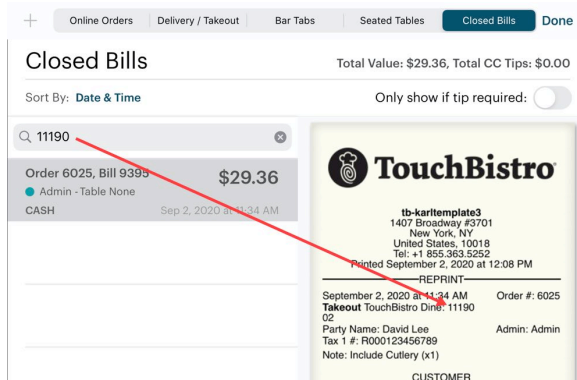 Online Orders
Delivery / Takeout
Bar Tabs
Seated Tables
Closed Bills
Done
Closed Bills
Total Value: $29.36, Total CC Tips: $0.00
Sort By: Date & Time
Only show if tip required:
11190
Order 6025, Bill 9395
$29.36
Admin - Table None
CASH
Sep 2, 2020 at 11:34 AM
TouchBistro
tb-karltemplate3
1407 Broadway #3701
New York, NY
United States, 10018
Tel: +1 855.363.5252
Printed September 2, 2020 at 12:08 PM
REPRINT
September 2, 2020 at 11:34 AM Order #: 6025
Takeout TouchBistro Dine: 11190
02
Party Name: David Lee Admin: Admin
Tax 1 #: R000123456789
Note: Include Cutlery (x1)
CUSTOMER